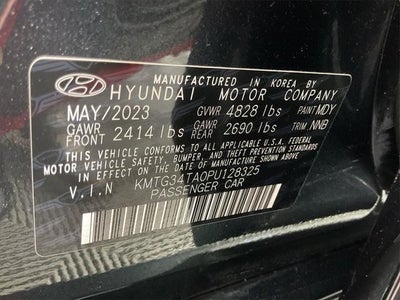 MANUFACTURED IN KOREA BY
HYUNDAI MOTOR COMPANY
MAY/2023 GVWR 4828 lbs PAINT MDY
GAWR FRONT 2414 lbs GAWR REAR 2690 lbs TRIM NNB
THIS VEHICLE CONFORMS TO ALL APPLICABLE U.S.A FEDERAL
MOTOR VEHICLE SAFETY, BUMPER, AND THEFT PREVENTION STANDARDS
IN EFFECT ON THE DATE OF MANUFACTURE SHOWN ABOVE.
V.I.N KMTG34TA0PU128325
PASSENGER CAR